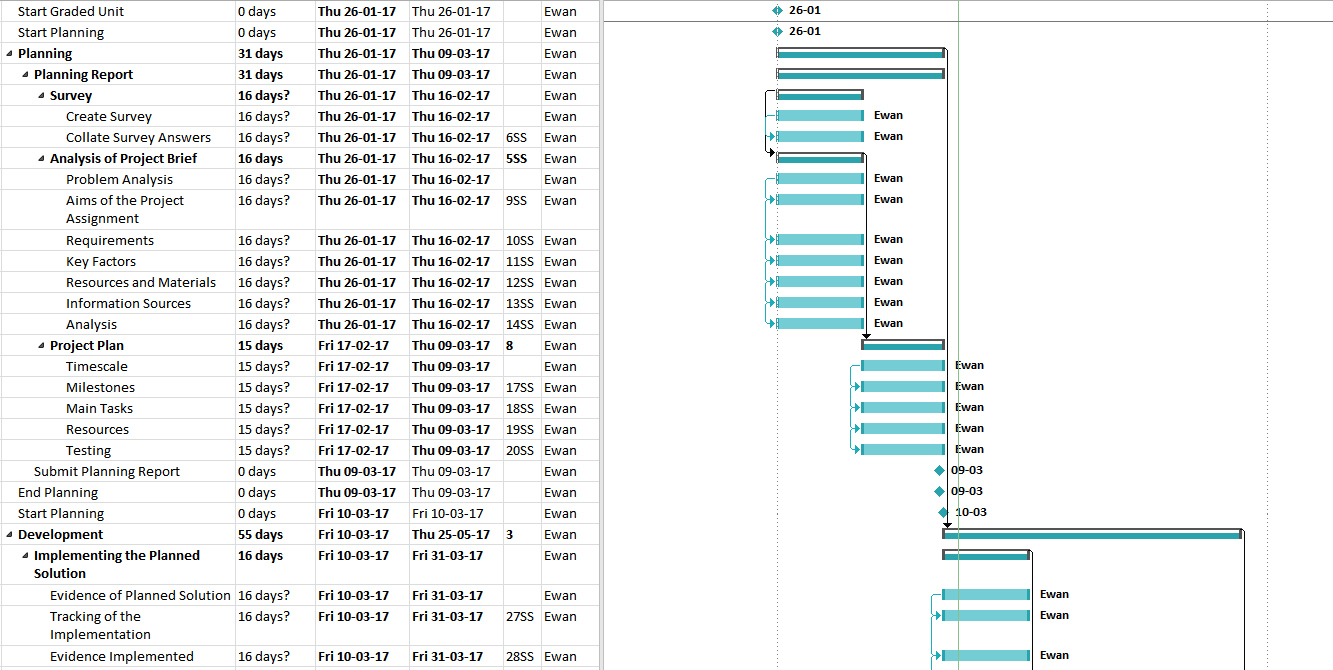 Start Graded Unit 0 days Thu 26-01-17 Thu 26-01-17 Ewan 26-01
Start Planning 0 days Thu 26-01-17 Thu 26-01-17 Ewan 26-01
Planning 31 days Thu 26-01-17 Thu 09-03-17 Ewan
Planning Report 31 days Thu 26-01-17 Thu 09-03-17 Ewan
Survey 16 days? Thu 26-01-17 Thu 16-02-17 Ewan
Create Survey 16 days? Thu 26-01-17 Thu 16-02-17 Ewan Ewan
Collate Survey Answers 16 days? Thu 26-01-17 Thu 16-02-17 6SS Ewan Ewan
Analysis of Project Brief 16 days Thu 26-01-17 Thu 16-02-17 5SS Ewan
Problem Analysis 16 days? Thu 26-01-17 Thu 16-02-17 Ewan Ewan
Aims of the Project 16 days? Thu 26-01-17 Thu 16-02-17 9SS Ewan Ewan
Assignment
Requirements 16 days? Thu 26-01-17 Thu 16-02-17 10SS Ewan Ewan
Key Factors 16 days? Thu 26-01-17 Thu 16-02-17 11SS Ewan Ewan
Resources and Materials 16 days? Thu 26-01-17 Thu 16-02-17 12SS Ewan Ewan
Information Sources 16 days? Thu 26-01-17 Thu 16-02-17 13SS Ewan Ewan
Analysis 16 days? Thu 26-01-17 Thu 16-02-17 14SS Ewan Ewan
Project Plan 15 days Fri 17-02-17 Thu 09-03-17 8 Ewan
Timescale 15 days? Fri 17-02-17 Thu 09-03-17 Ewan Ewan
Milestones 15 days? Fri 17-02-17 Thu 09-03-17 17SS Ewan Ewan
Main Tasks 15 days? Fri 17-02-17 Thu 09-03-17 18SS Ewan Ewan
Resources 15 days? Fri 17-02-17 Thu 09-03-17 19SS Ewan Ewan
Testing 15 days? Fri 17-02-17 Thu 09-03-17 20SS Ewan Ewan
Submit Planning Report 0 days Thu 09-03-17 Thu 09-03-17 Ewan 09-03
End Planning 0 days Thu 09-03-17 Thu 09-03-17 Ewan 09-03
Start Planning 0 days Fri 10-03-17 Fri 10-03-17 Ewan 10-03
Development 55 days Fri 10-03-17 Thu 25-05-17 3 Ewan
Implementing the Planned 16 days Fri 10-03-17 Fri 31-03-17 Ewan
Solution
Evidence of Planned Solution 16 days? Fri 10-03-17 Fri 31-03-17 Ewan Ewan
Tracking of the 16 days? Fri 10-03-17 Fri 31-03-17 27SS Ewan Ewan
Implementation
Evidence Implemented 16 days? Fri 10-03-17 Fri 31-03-17 28SS Ewan Ewan